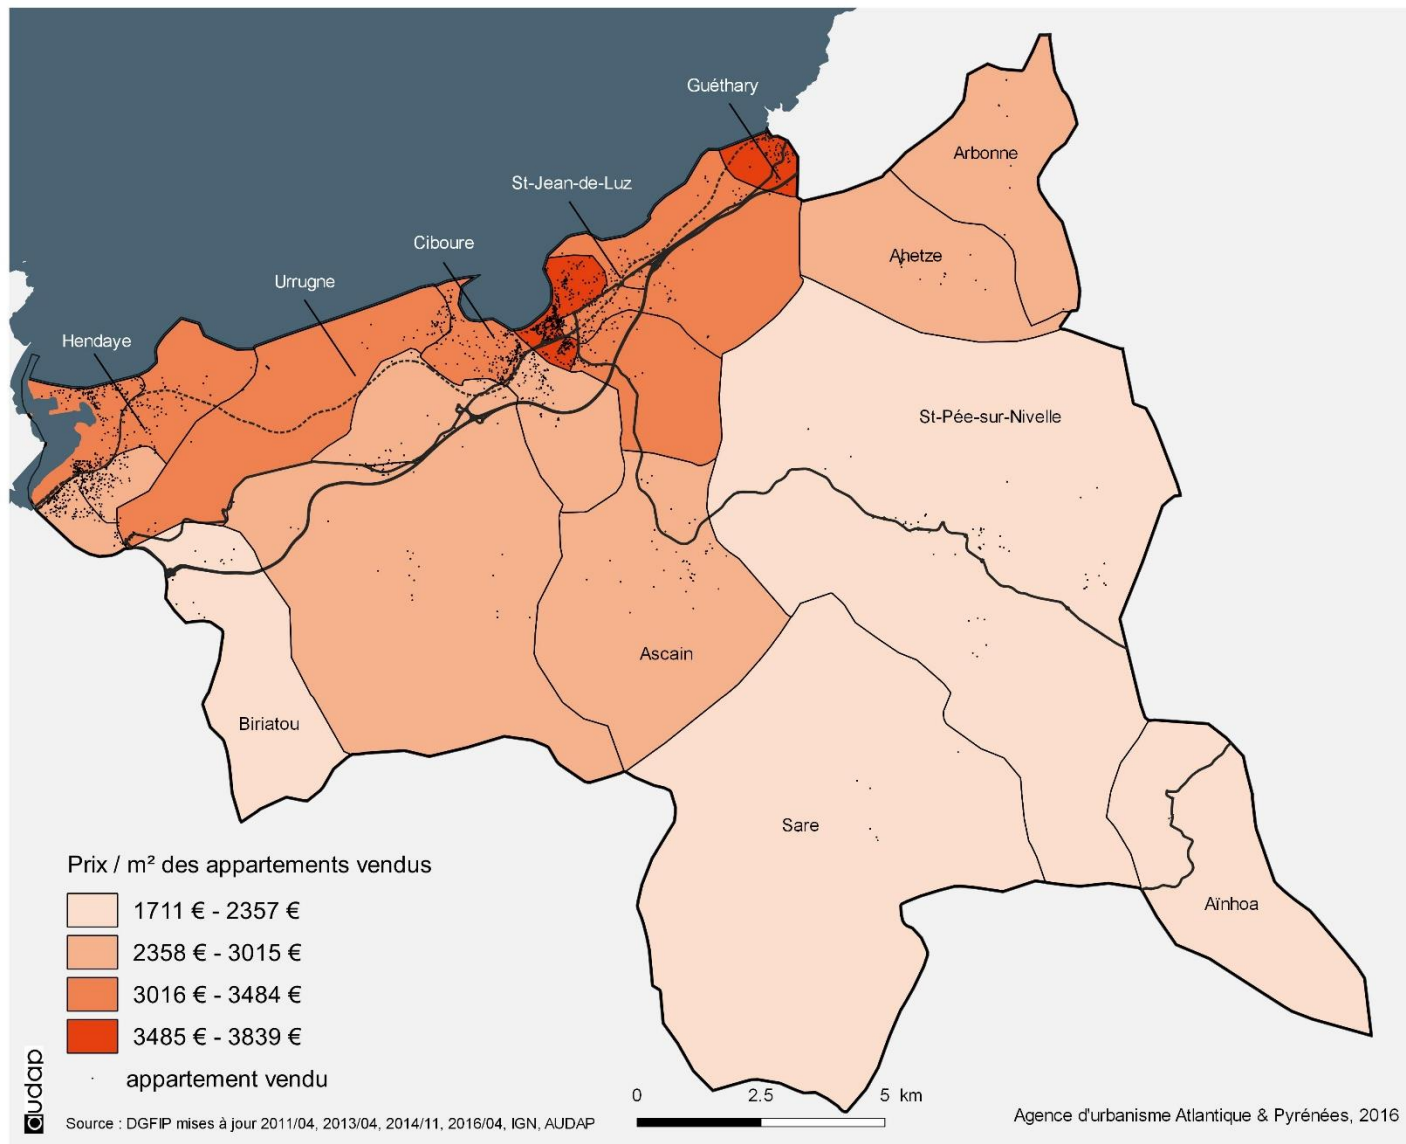 Guéthary
Arbonne
St-Jean-de-Luz
Ciboure
Ahetze
Urrugne
Hendaye
St-Pée-sur-Nivelle
Ascain
Biriatou
Sare
Aïnhoa
Prix / m² des appartements vendus
1711 € - 2357 €
2358 € - 3015 €
3016 € - 3484 €
3485 € - 3839 €
appartement vendu
audap
Source : DGFIP mises à jour 2011/04, 2013/04, 2014/11, 2016/04, IGN, AUDAP
0 2.5 5 km
Agence d'urbanisme Atlantique & Pyrénées, 2016